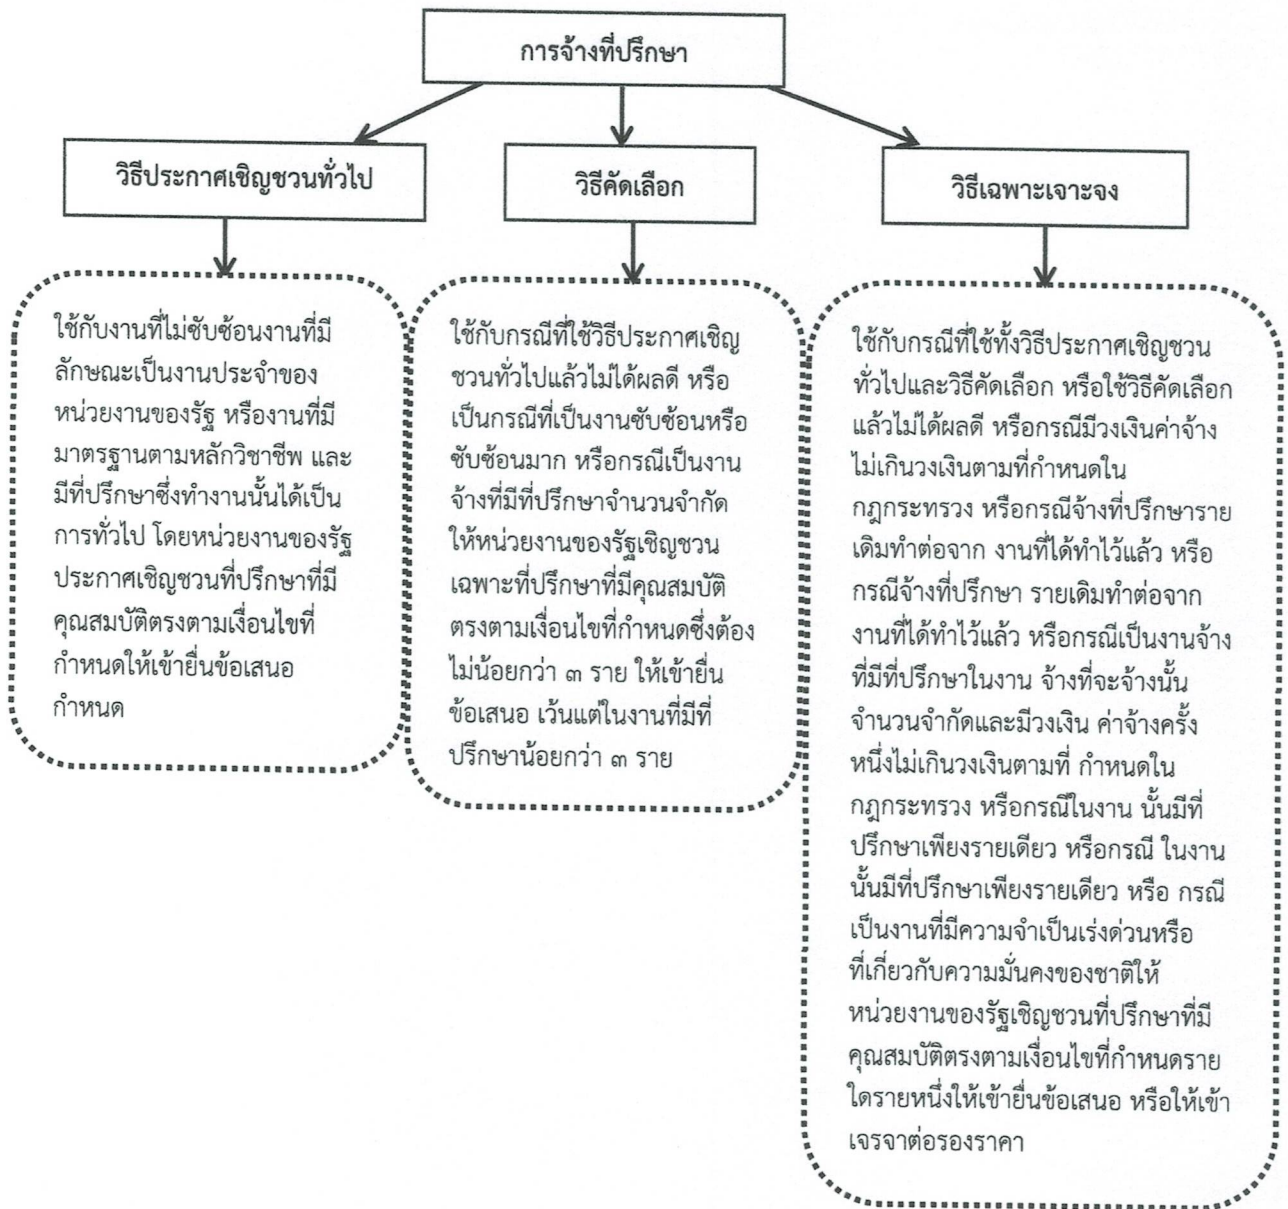 การจ้างที่ปรึกษา
วิธีประกาศเชิญชวนทั่วไป
วิธีคัดเลือก
วิธีเฉพาะเจาะจง
ใช้กับงานที่ไม่ซับซ้อนงานที่มี
ลักษณะเป็นงานประจำของ
หน่วยงานของรัฐ หรืองานที่มี
มาตรฐานตามหลักวิชาชีพ และ
มีที่ปรึกษาซึ่งทำงานนั้นได้เป็น
การทั่วไป โดยหน่วยงานของรัฐ
ประกาศเชิญชวนที่ปรึกษาที่มี
คุณสมบัติตรงตามเงื่อนไขที่
กำหนดให้เข้ายื่นข้อเสนอ
กำหนด
ใช้กับกรณีที่ใช้วิธีประกาศเชิญ
ชวนทั่วไปแล้วไม่ได้ผลดี หรือ
เป็นกรณีที่เป็นงานซับซ้อนหรือ
ซับซ้อนมาก หรือกรณีเป็นงาน
จ้างที่มีที่ปรึกษาจำนวนจำกัด
ให้หน่วยงานของรัฐเชิญชวน
เฉพาะที่ปรึกษาที่มีคุณสมบัติ
ตรงตามเงื่อนไขที่กำหนดซึ่งต้อง
ไม่น้อยกว่า ๓ ราย ให้เข้ายื่น
ข้อเสนอ เว้นแต่ในงานที่มีที่
ปรึกษาน้อยกว่า ๓ ราย
ใช้กับกรณีที่ใช้ทั้งวิธีประกาศเชิญชวน
ทั่วไปและวิธีคัดเลือก หรือใช้วิธีคัดเลือก
แล้วไม่ได้ผลดี หรือกรณีมีวงเงินค่าจ้าง
ไม่เกินวงเงินตามที่กำหนดใน
กฎกระทรวง หรือกรณีจ้างที่ปรึกษาราย
เดิมทำต่อจาก งานที่ได้ทำไว้แล้ว หรือ
กรณีจ้างที่ปรึกษา รายเดิมทำต่อจาก
งานที่ได้ทำไว้แล้ว หรือกรณีเป็นงานจ้าง
ที่มีที่ปรึกษาในงาน จ้างที่จะจ้างนั้น
จำนวนจำกัดและมีวงเงิน ค่าจ้างครั้ง
หนึ่งไม่เกินวงเงินตามที่ กำหนดใน
กฎกระทรวง หรือกรณีในงาน นั้นมีที่
ปรึกษาเพียงรายเดียว หรือกรณี ในงาน
นั้นมีที่ปรึกษาเพียงรายเดียว หรือ กรณี
เป็นงานที่มีความจำเป็นเร่งด่วนหรือ
ที่เกี่ยวกับความมั่นคงของชาติให้
หน่วยงานของรัฐเชิญชวนที่ปรึกษาที่มี
คุณสมบัติตรงตามเงื่อนไขที่กำหนดราย
ใดรายหนึ่งให้เข้ายื่นข้อเสนอ หรือให้เข้า
เจรจาต่อรองราคา